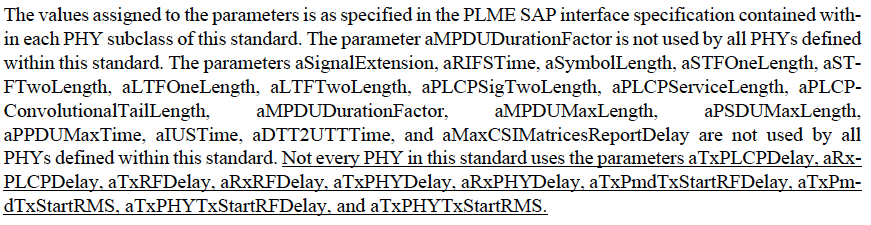 The values assigned to the parameters is as specified in the PLME SAP interface specification contained with-
in each PHY subclass of this standard. The parameter aMPDUDurationFactor is not used by all PHYs defined
within this standard. The parameters aSignalExtension, aRIFSTime, aSymbolLength, aSTFOneLength, aST-
FTwoLength, aLTFOneLength, aLTFTwoLength, aPLCPSigTwoLength, aPLCPServiceLength, aPLCP-
ConvolutionalTailLength, aMPDUDurationFactor, aMPDUMaxLength, aPSDUMaxLength,
aPPDUMaxTime, aIUSTime, aDTT2UTTTime, and aMaxCSIMatricesReportDelay are not used by all
PHYs defined within this standard. Not every PHY in this standard uses the parameters aTxPLCPDelay, aRx-
PLCPDelay, aTxRFDelay, aRxRFDelay, aTxPHYDelay, aRxPHYDelay, aTxPmdTxStartRFDelay, aTxPm-
dTxStartRMS, aTxPHYTxStartRFDelay, and aTxPHYTxStartRMS.